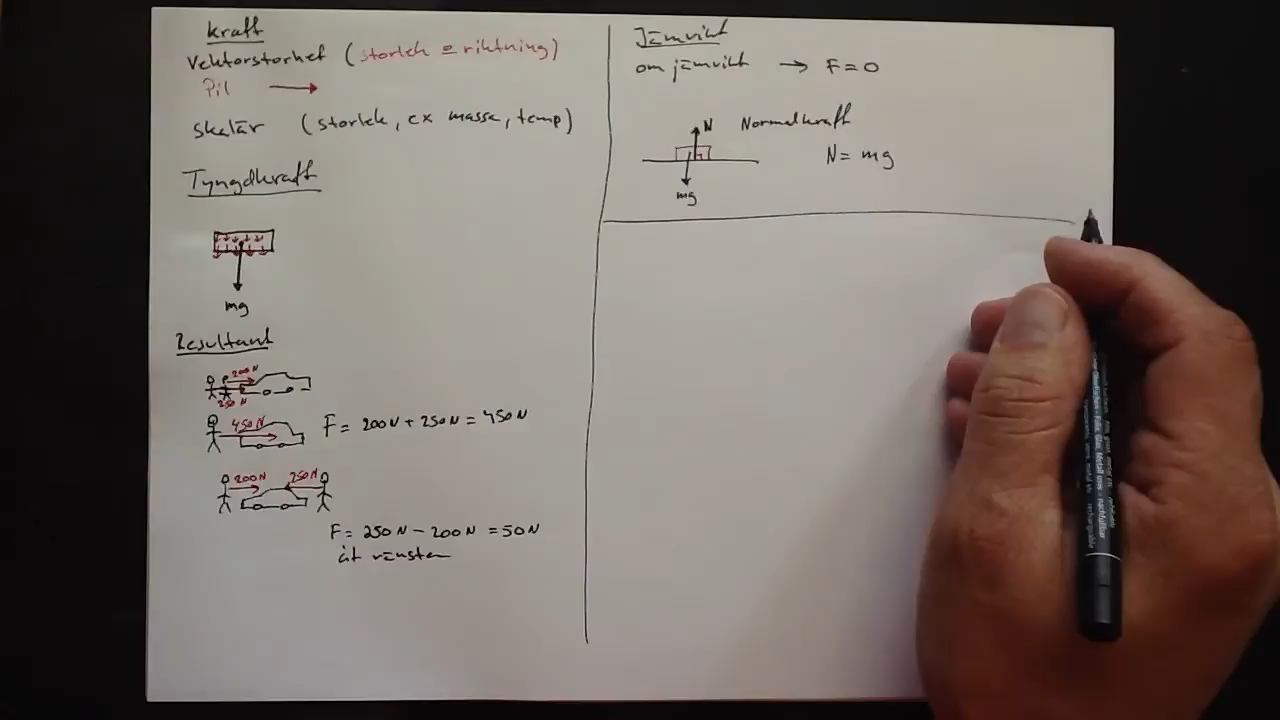 kraft
Vektorstorhet (storlek o riktning)
Pil
Skalär (storlek, ex massa, temp)
Tyngdkraft
mg
Resultant
200N
250N
450N
F = 200N + 250N = 450N
200N 250N
F = 250N - 200N = 50N
åt vänster
Jämvikt
om jämvikt → F = 0
N Normalkraft
N = mg
mg